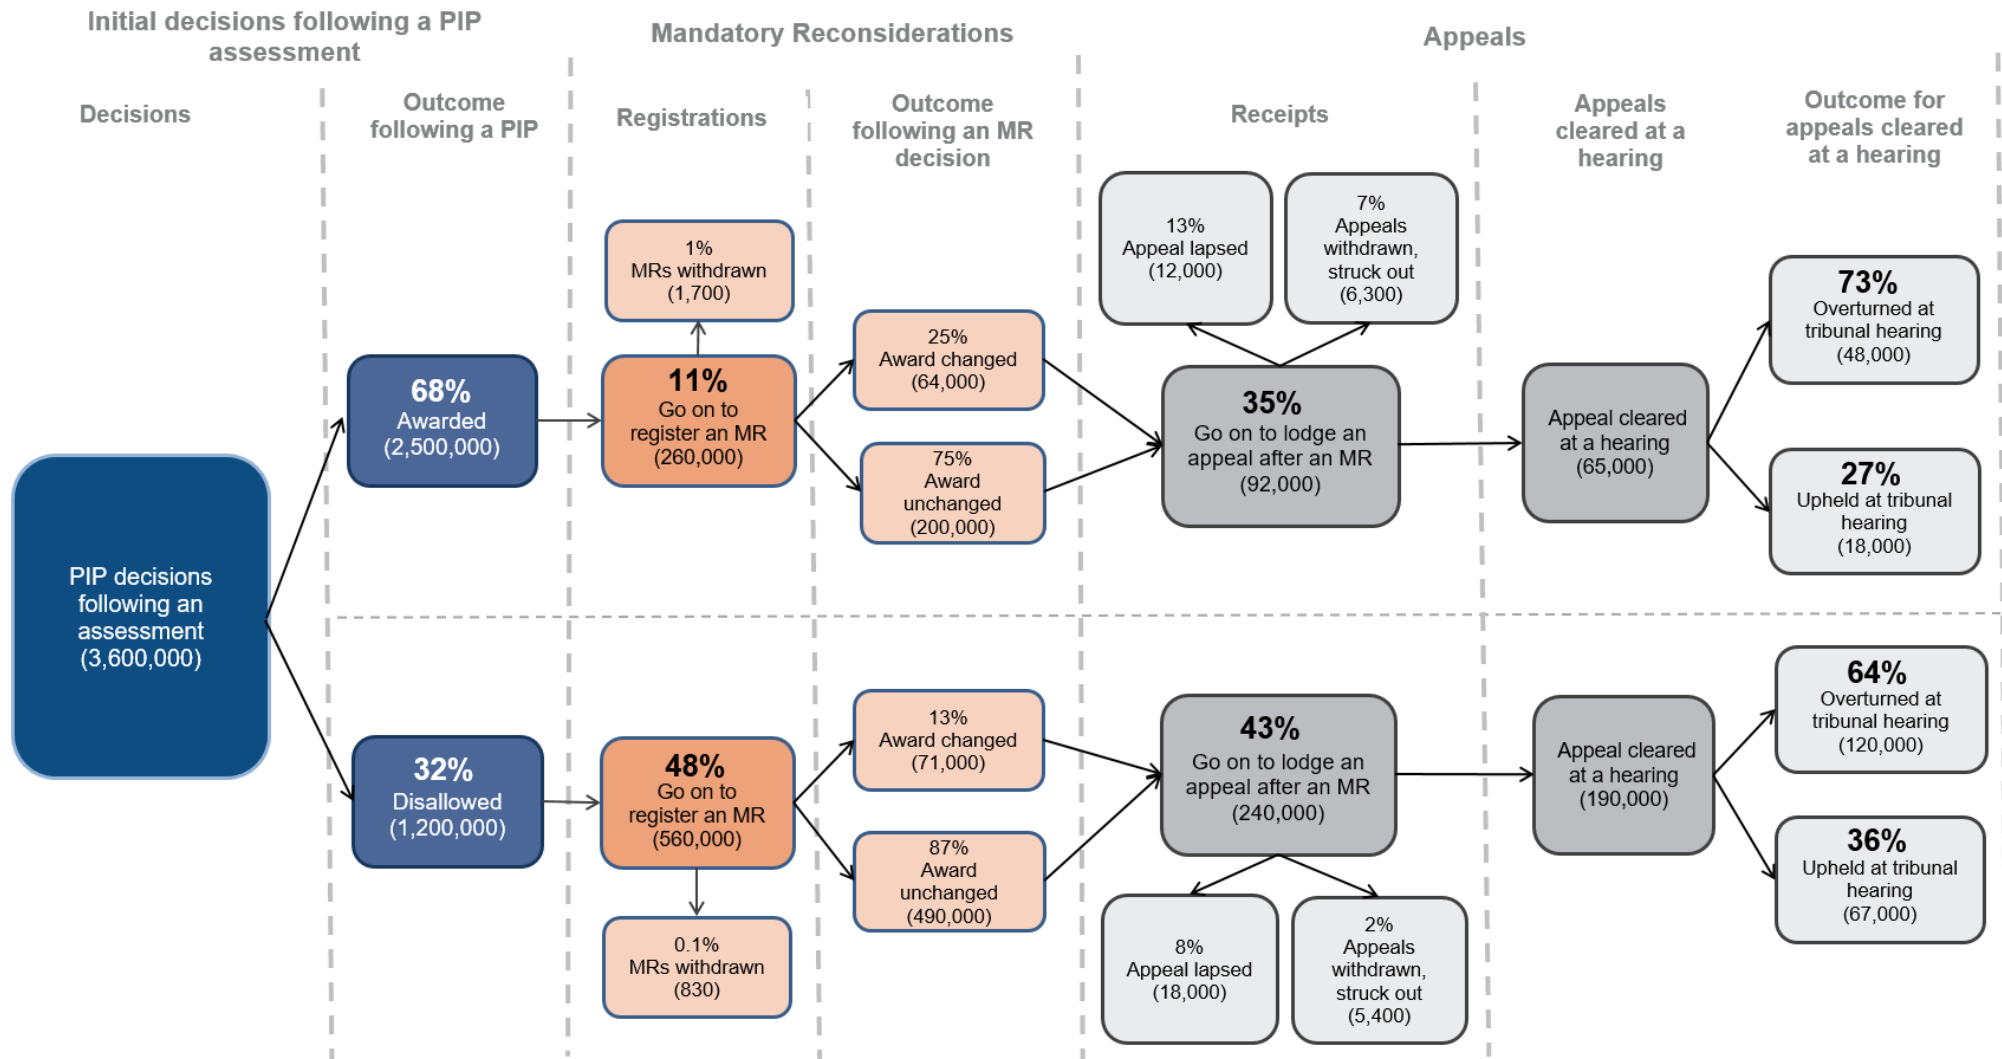 Initial decisions following a PIP
assessment
Mandatory Reconsiderations
Appeals
Decisions
Outcome
following a PIP
Registrations
Outcome
following an MR
decision
Receipts
Appeals
cleared at a
hearing
Outcome for
appeals cleared
at a hearing
PIP decisions
following an
assessment
(3,600,000)
68%
Awarded
(2,500,000)
1%
MRs withdrawn
(1,700)
11%
Go on to
register an MR
(260,000)
25%
Award changed
(64,000)
75%
Award
unchanged
(200,000)
13%
Appeal lapsed
(12,000)
7%
Appeals
withdrawn,
struck out
(6,300)
35%
Go on to lodge an
appeal after an MR
(92,000)
Appeal cleared
at a hearing
(65,000)
73%
Overturned at
tribunal hearing
(48,000)
27%
Upheld at tribunal
hearing
(18,000)
32%
Disallowed
(1,200,000)
48%
Go on to
register an MR
(560,000)
0.1%
MRs withdrawn
(830)
13%
Award changed
(71,000)
87%
Award
unchanged
(490,000)
43%
Go on to lodge an
appeal after an MR
(240,000)
8%
Appeal lapsed
(18,000)
2%
Appeals
withdrawn,
struck out
(5,400)
Appeal cleared
at a hearing
(190,000)
64%
Overturned at
tribunal hearing
(120,000)
36%
Upheld at tribunal
hearing
(67,000)